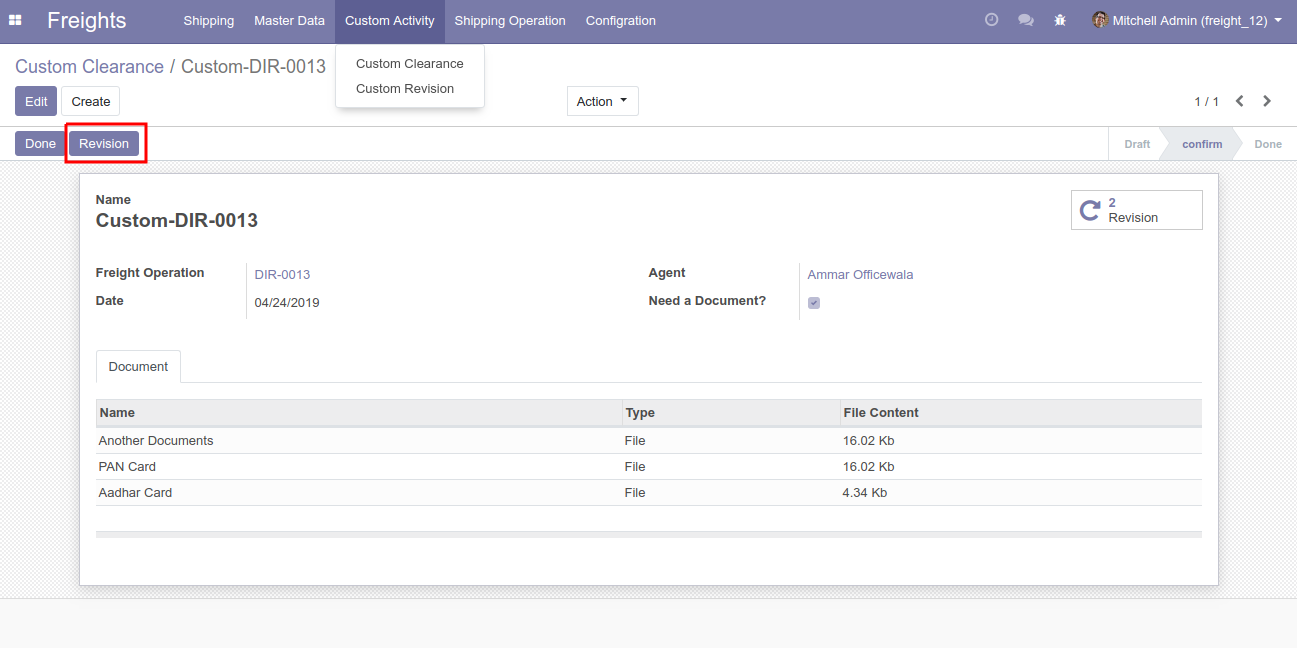 Freights Shipping Master Data Custom Activity Shipping Operation Configration Mitchell Admin (freight_12)
Custom Clearance / Custom-DIR-0013
Custom Clearance
Custom Revision
Edit Create Action 1 / 1
Done Revision Draft confirm Done
Name
Custom-DIR-0013
2
Revision
Freight Operation DIR-0013 Agent Ammar Officewala
Date 04/24/2019 Need a Document?
Document
Name Type File Content
Another Documents File 16.02 Kb
PAN Card File 16.02 Kb
Aadhar Card File 4.34 Kb